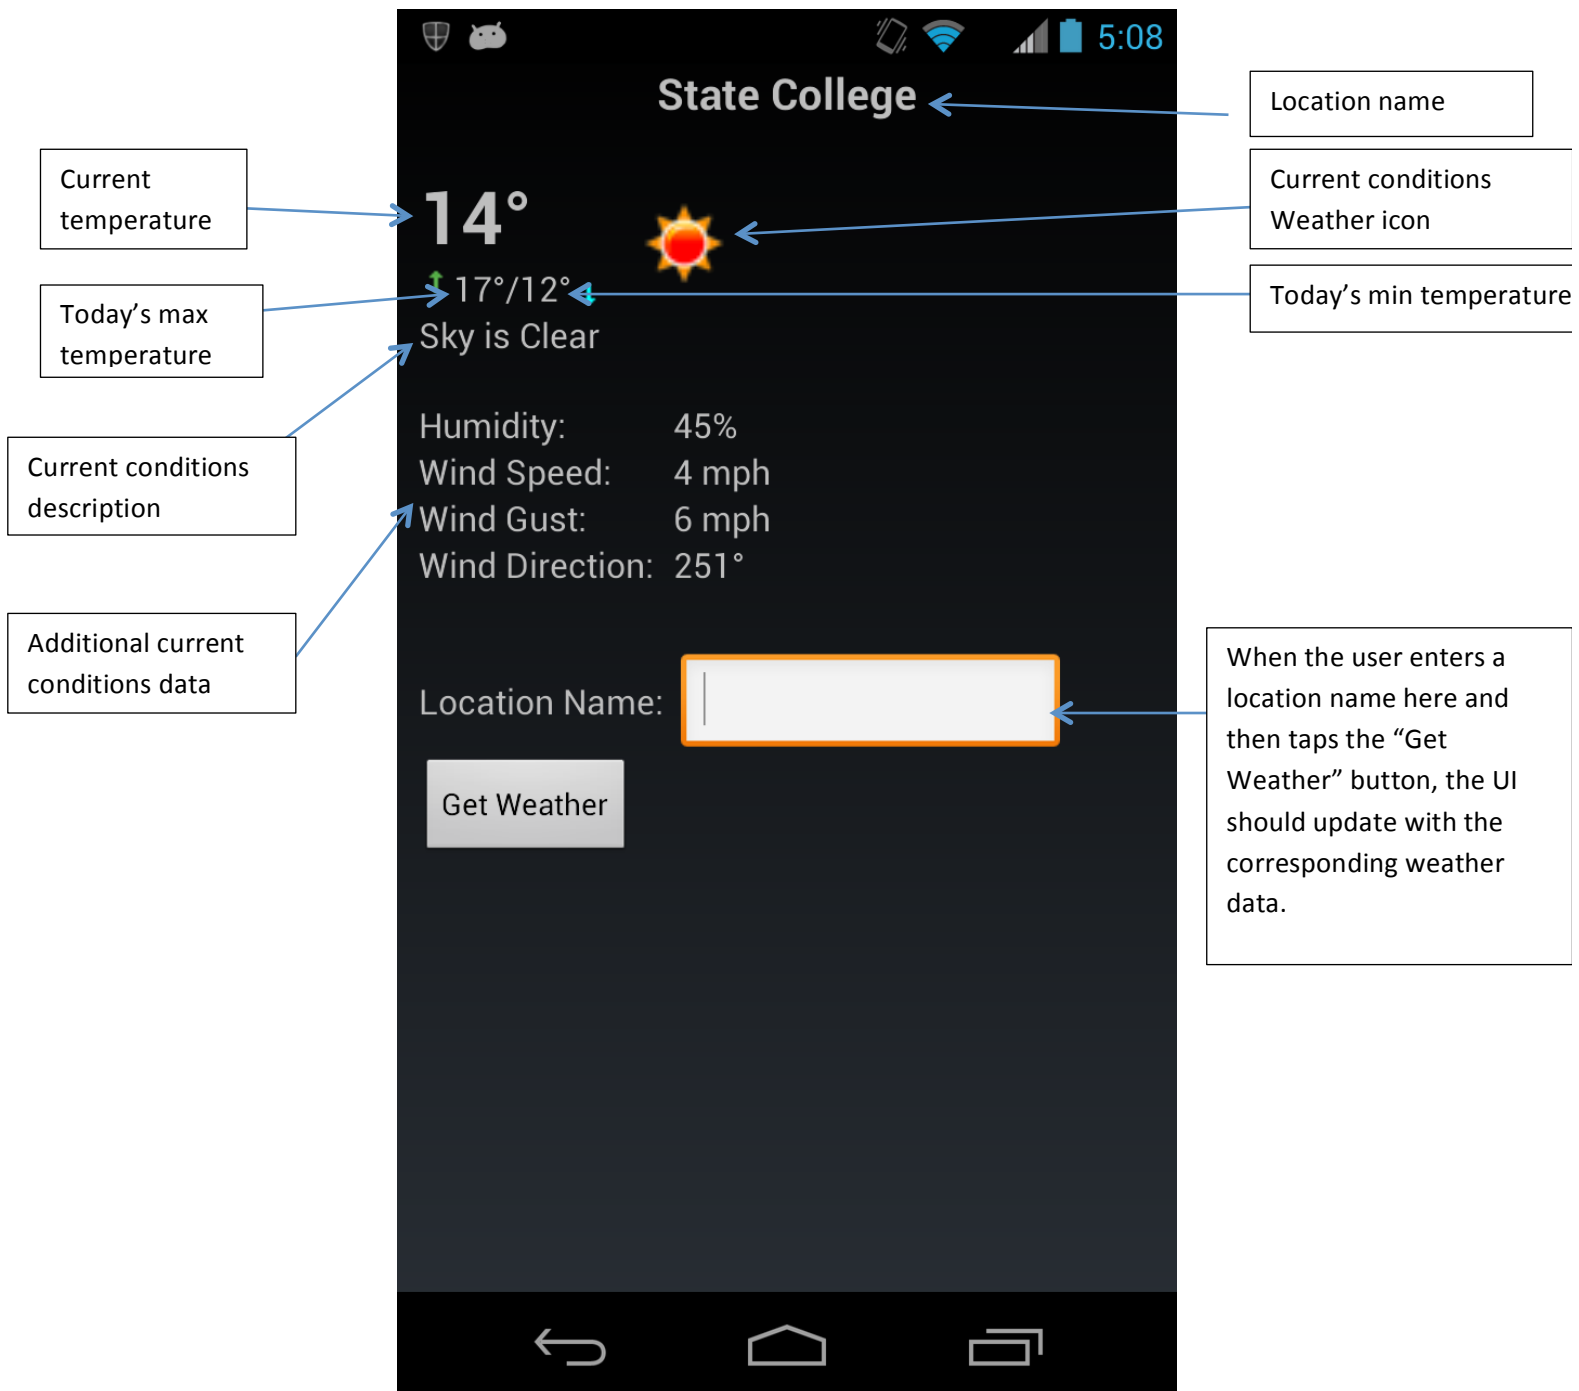 5:08
State College
Location name
Current
temperature
14°
Current conditions
Weather icon
17°/12°
Today's max
temperature
Today's min temperature
Sky is Clear
Current conditions
description
Humidity: 45%
Wind Speed: 4 mph
Wind Gust: 6 mph
Wind Direction: 251°
Additional current
conditions data
Location Name:
Get Weather
When the user enters a
location name here and
then taps the “Get
Weather” button, the UI
should update with the
corresponding weather
data.